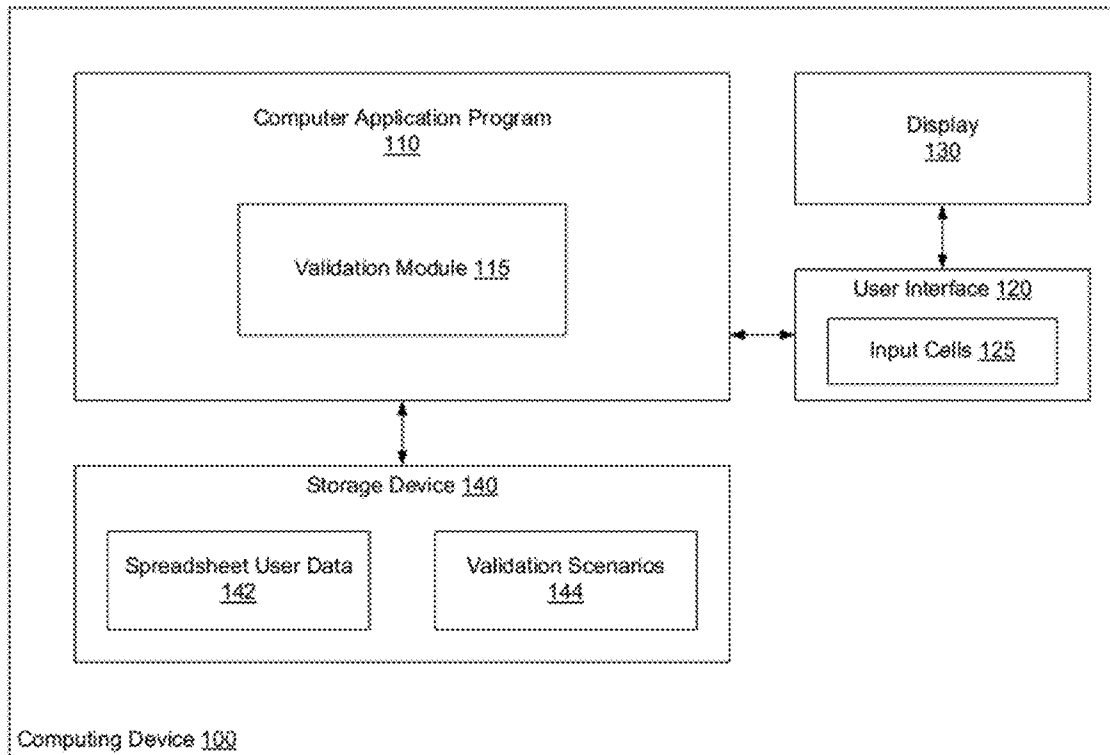 Computer Application Program
110
Validation Module 115
Display
130
User Interface 120
Input Cells 125
Storage Device 140
Spreadsheet User Data
142
Validation Scenarios
144
Computing Device 100